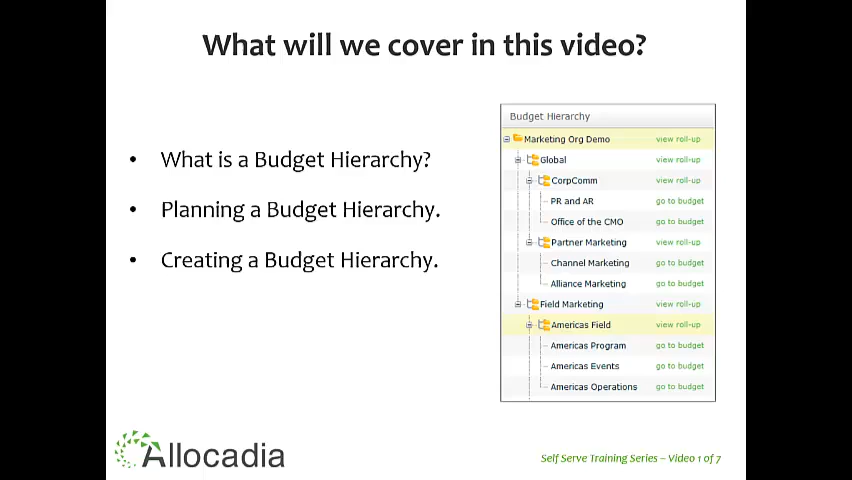 What will we cover in this video?
• What is a Budget Hierarchy?
• Planning a Budget Hierarchy.
• Creating a Budget Hierarchy.
Budget Hierarchy
Marketing Org Demo view roll-up
Global view roll-up
CorpComm view roll-up
PR and AR go to budget
Office of the CMO go to budget
Partner Marketing view roll-up
Channel Marketing go to budget
Alliance Marketing go to budget
Field Marketing view roll-up
Americas Field view roll-up
Americas Program go to budget
Americas Events go to budget
Americas Operations go to budget
Allocadia
Self Serve Training Series – Video 1 of 7